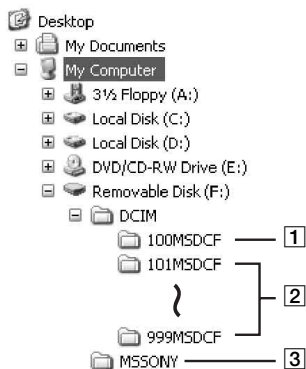 Desktop
My Documents
My Computer
3½ Floppy (A:)
Local Disk (C:)
Local Disk (D:)
DVD/CD-RW Drive (E:)
Removable Disk (F:)
DCIM
100MSDCF 1
101MSDCF
2
999MSDCF
MSSONY 3